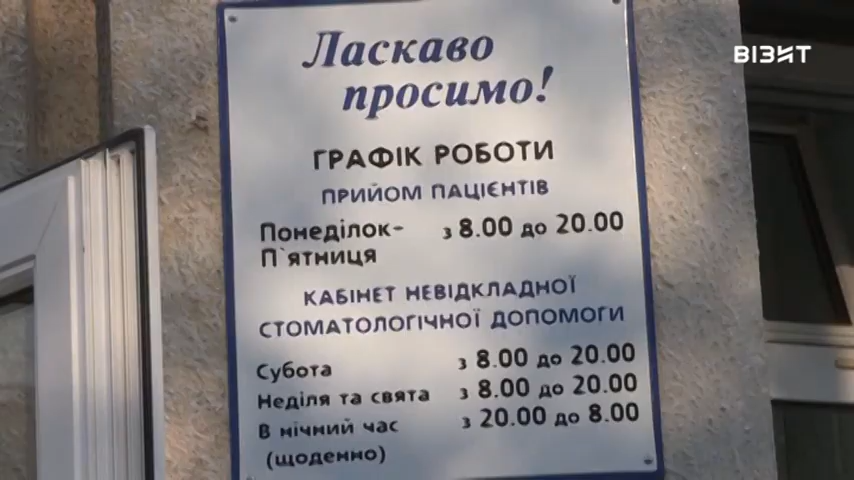 ВІЗИТ
Ласкаво
просимо!
ГРАФІК РОБОТИ
ПРИЙОМ ПАЦІЄНТІВ
Понеділок- з 8.00 до 20.00
П`ятниця
КАБІНЕТ НЕВІДКЛАДНОЇ
СТОМАТОЛОГІЧНОЇ ДОПОМОГИ
Субота з 8.00 до 20.00
Неділя та свята з 8.00 до 20.00
В нічний час з 20.00 до 8.00
(щоденно)